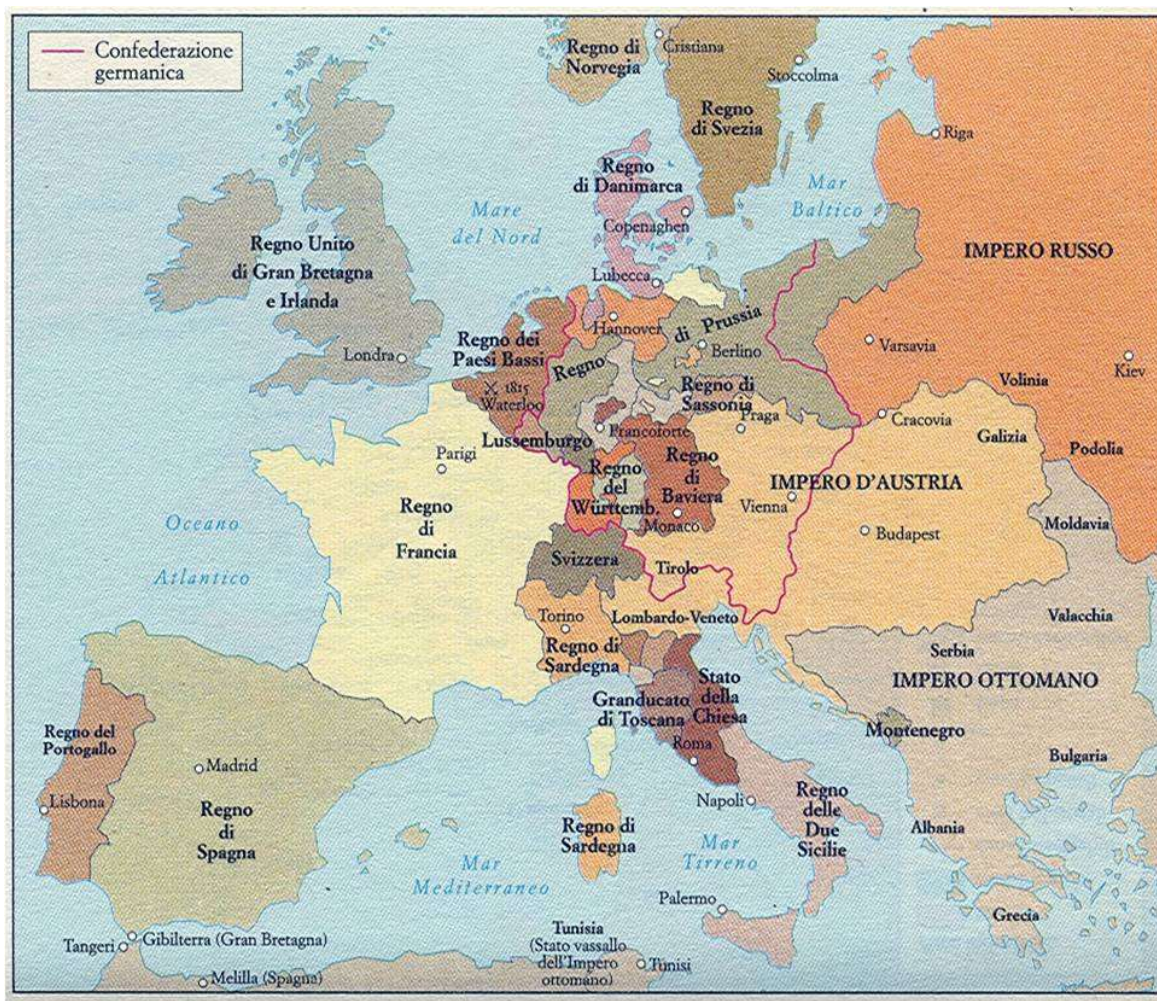 Confederazione
germanica
Regno di
Norvegia
Cristiana
Stoccolma
Regno
di Svezia
Riga
Regno
di Danimarca
Mar
Baltico
Mare
del Nord
Copenaghen
Regno Unito
di Gran Bretagna
e Irlanda
IMPERO RUSSO
Lubecca
Hannover
di Prussia
Regno dei
Paesi Bassi
Londra
Berlino
Varsavia
Kiev
Regno
1815
Waterloo
Regno di
Sassonia
Volinia
Praga
Cracovia
Lussemburgo
Francoforte
Galizia
Podolia
Parigi
Regno
di
Baviera
Regno
del
Württemb.
IMPERO D'AUSTRIA
Vienna
Regno
di
Francia
Monaco
Moldavia
Budapest
Oceano
Atlantico
Svizzera
Tirolo
Torino
Lombardo-Veneto
Valacchia
Regno di
Sardegna
Serbia
Stato
della
Chiesa
IMPERO OTTOMANO
Granducato
di Toscana
Montenegro
Regno del
Portogallo
Roma
Bulgaria
Madrid
Lisbona
Napoli
Regno
delle
Due
Sicilie
Regno
di
Spagna
Regno di
Sardegna
Albania
Mar
Tirreno
Mar
Mediterraneo
Palermo
Grecia
Tangeri
Gibilterra (Gran Bretagna)
Tunisia
(Stato vassallo
dell'Impero
ottomano)
Tunisi
Melilla (Spagna)